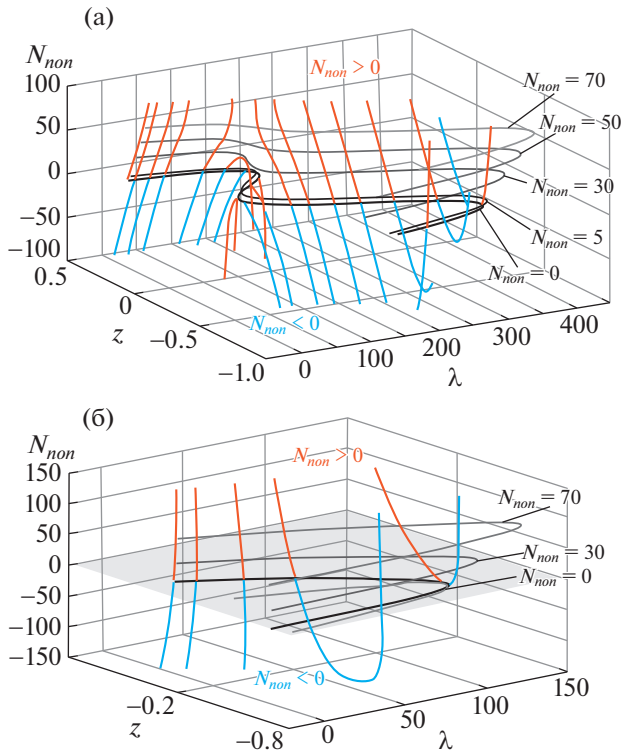 (а)
N_non
100
50
0
−50
−100
0.5
0
−0.5
−1.0
z
0
100
200
300
400
λ
N_non > 0
N_non < 0
N_non = 70
N_non = 50
N_non = 30
N_non = 5
N_non = 0
(б)
N_non
150
100
50
0
−50
−100
−150
−0.2
−0.8
z
0
50
100
150
λ
N_non > 0
N_non < 0
N_non = 70
N_non = 30
N_non = 0